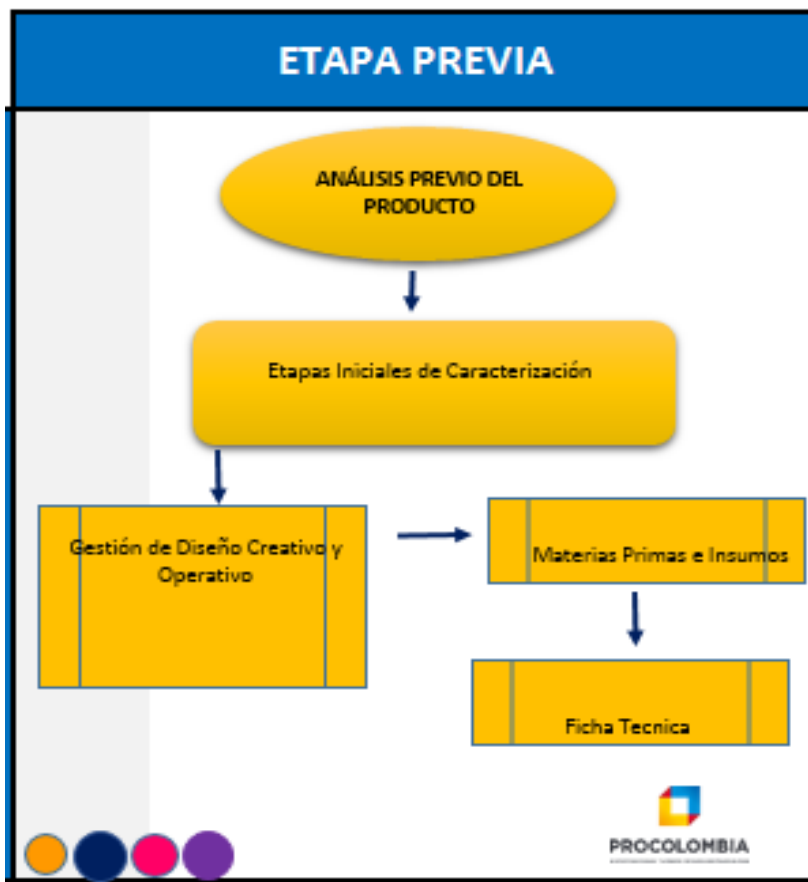 ETAPA PREVIA
ANÁLISIS PREVIO DEL
PRODUCTO
Etapas Iniciales de Caracterización
Gestión de Diseño Creativo y
Operativo
Materias Primas e Insumos
Ficha Tecnica
PROCOLOMBIA